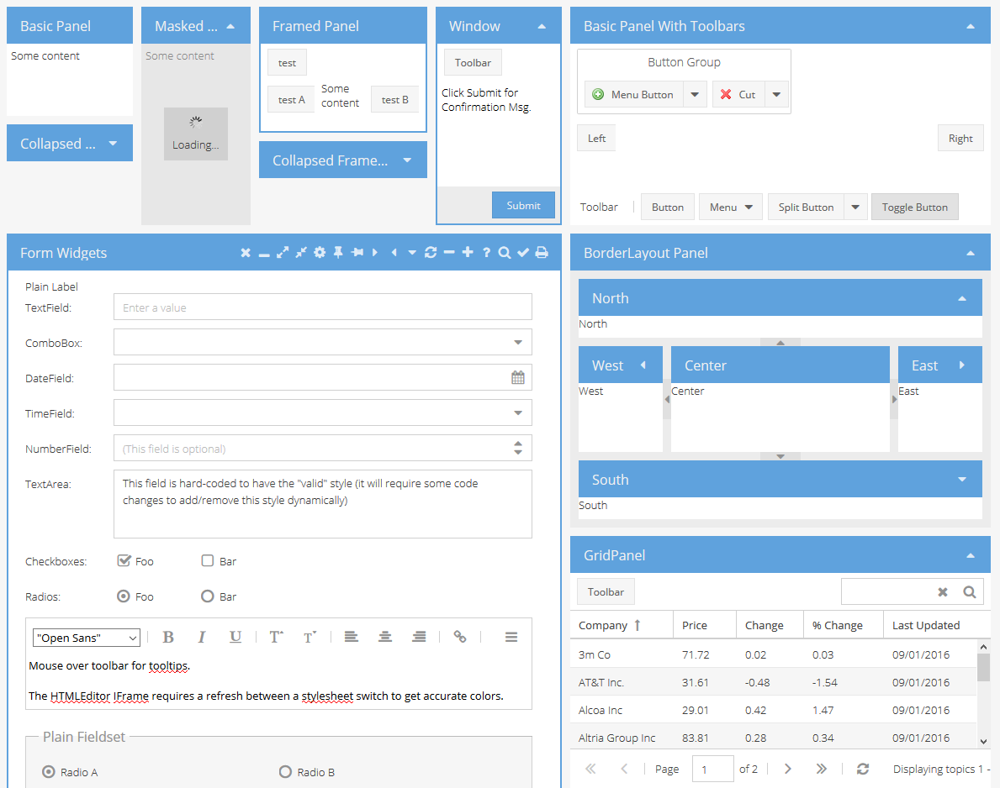 Basic Panel
Some content
Collapsed ...
Masked ...
Some content
Loading...
Framed Panel
test
test A
Some
content
test B
Collapsed Frame...
Window
Toolbar
Click Submit for
Confirmation Msg.
Submit
Basic Panel With Toolbars
Button Group
Menu Button
Cut
Left
Right
Toolbar
Button
Menu
Split Button
Toggle Button
Form Widgets
Plain Label
TextField:
Enter a value
ComboBox:
DateField:
TimeField:
NumberField:
(This field is optional)
TextArea:
This field is hard-coded to have the "valid" style (it will require some code
changes to add/remove this style dynamically)
Checkboxes:
Foo
Bar
Radios:
Foo
Bar
"Open Sans"
B
I
U
T
T
Mouse over toolbar for tooltips.
The HTMLEditor IFrame requires a refresh between a stylesheet switch to get accurate colors.
Plain Fieldset
Radio A
Radio B
BorderLayout Panel
North
North
West
West
Center
Center
East
East
South
South
GridPanel
Toolbar
Company Price Change % Change Last Updated
3m Co 71.72 0.02 0.03 09/01/2016
AT&T Inc. 31.61 -0.48 -1.54 09/01/2016
Alcoa Inc 29.01 0.42 1.47 09/01/2016
Altria Group Inc 83.81 0.28 0.34 09/01/2016
Page 1 of 2
Displaying topics 1 -